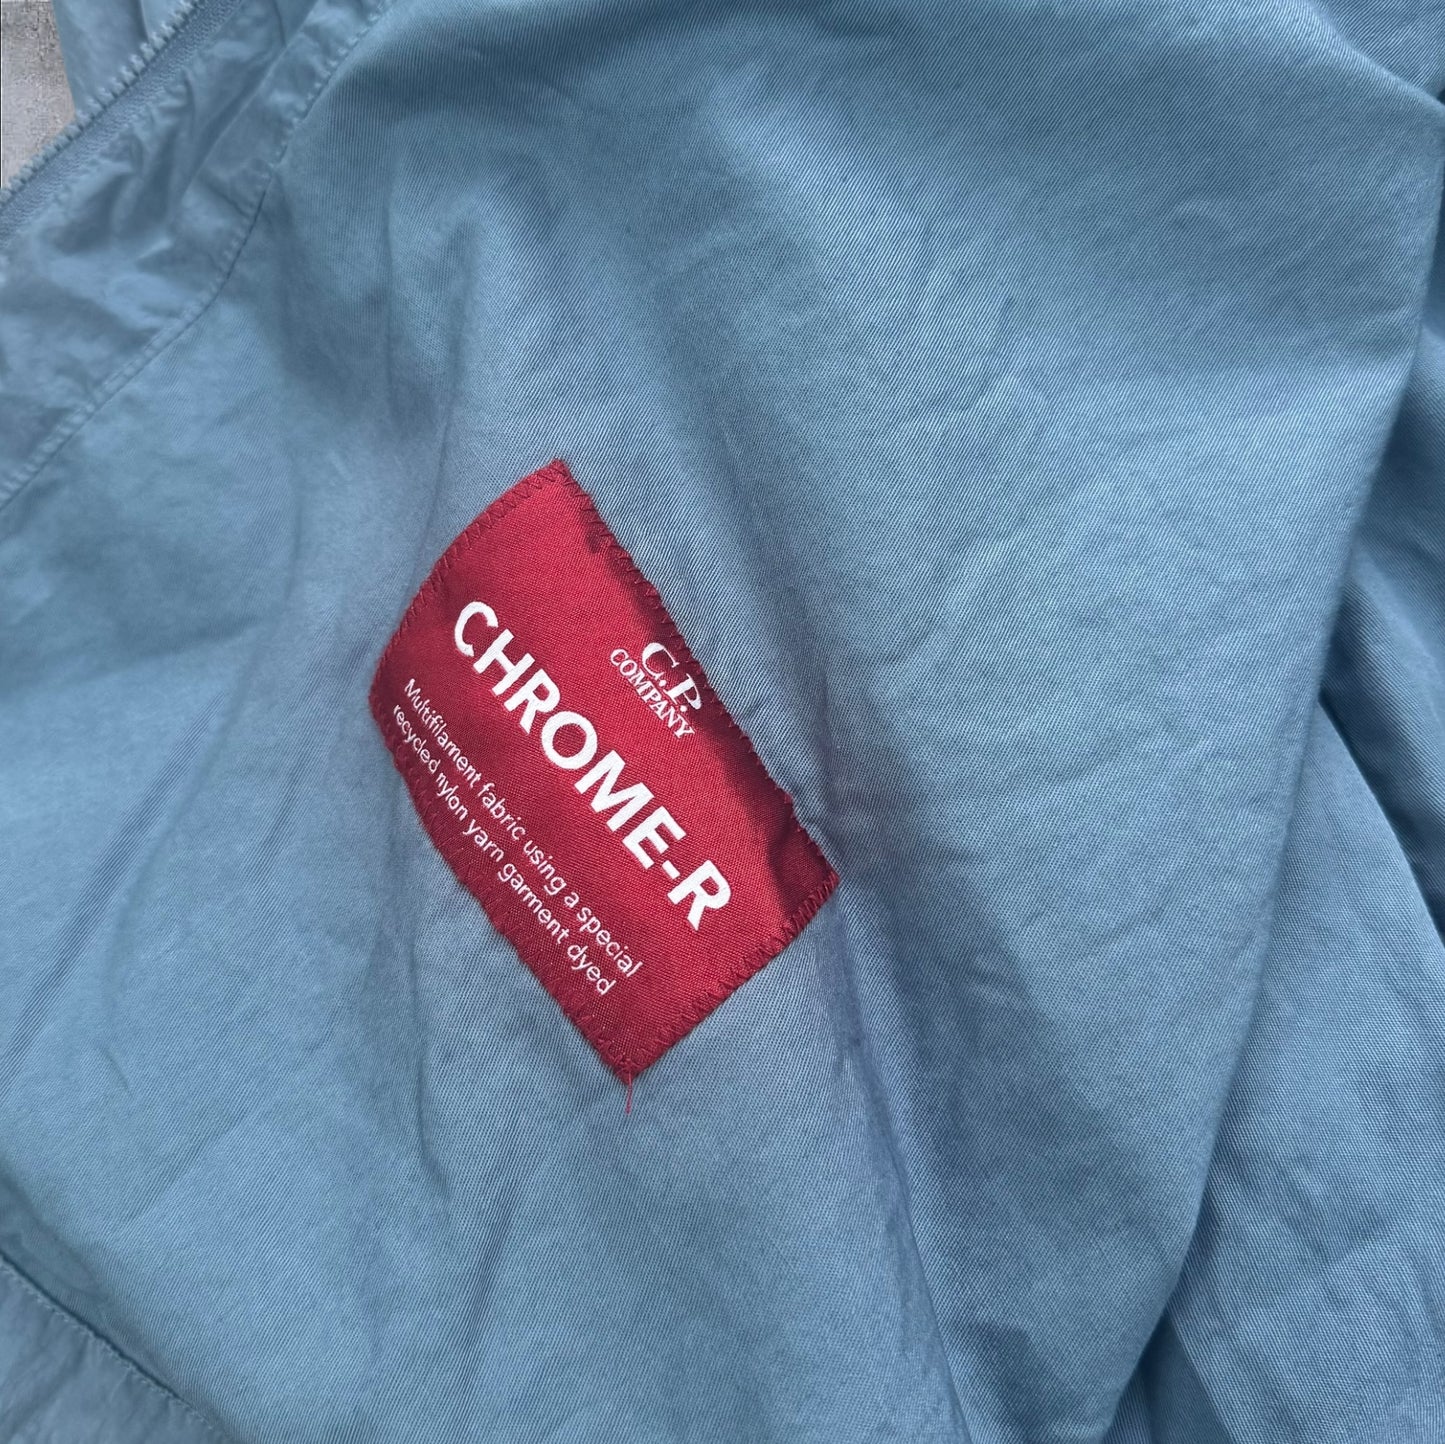 C.P.
COMPANY
CHROME-R
Multifilament fabric using a special
recycled nylon yarn garment dyed